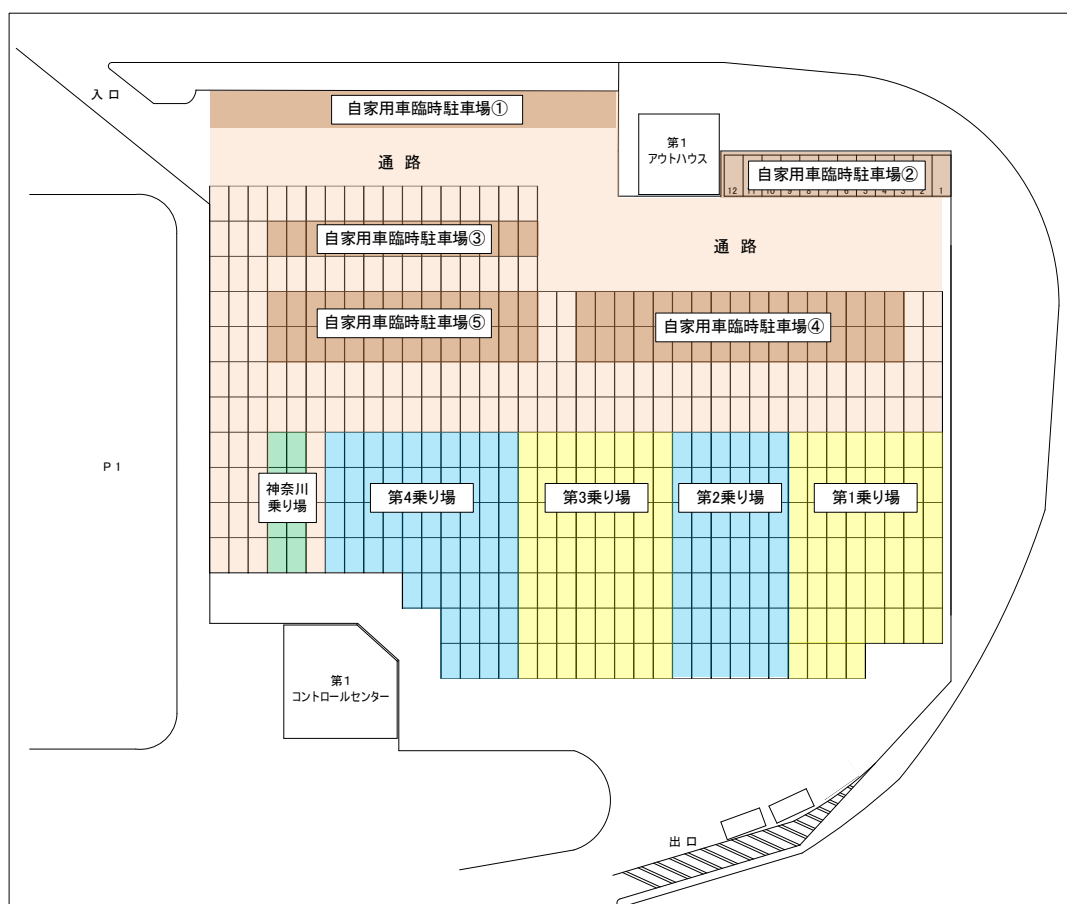 入口
自家用車臨時駐車場①
第1
アウトハウス
通 路
自家用車臨時駐車場②
12 11 10 9 8 7 6 5 4 3 2 1
自家用車臨時駐車場③
通 路
自家用車臨時駐車場⑤
自家用車臨時駐車場④
P1
神奈川
乗り場
第4乗り場
第3乗り場
第2乗り場
第1乗り場
第1
コントロールセンター
出口